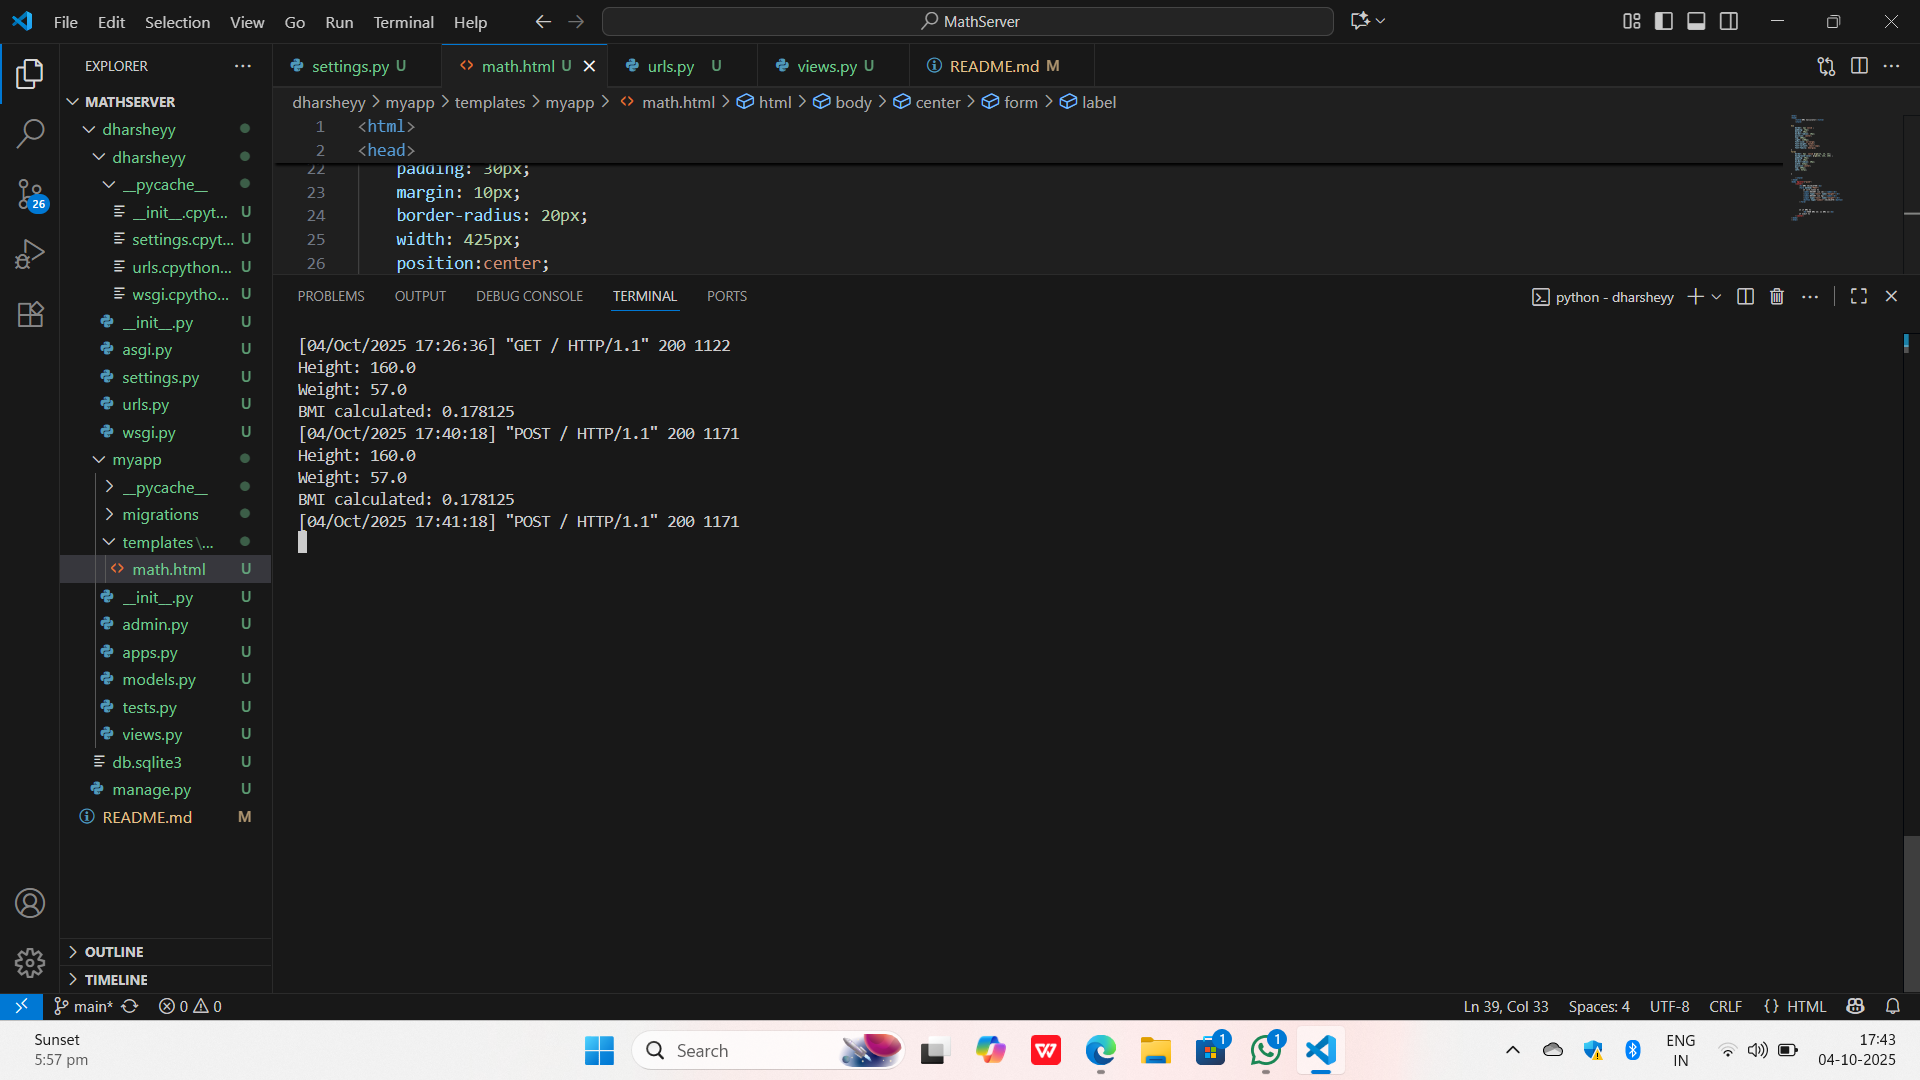 File Edit Selection View Go Run Terminal Help
MathServer
EXPLORER
MATHSERVER
dharsheyy
dharsheyy
__pycache__
__init__.cpyt... U
settings.cpyt... U
urls.cpython... U
wsgi.cpytho... U
__init__.py U
asgi.py U
settings.py U
urls.py U
wsgi.py U
myapp
__pycache__
migrations
templates \...
math.html U
__init__.py U
admin.py U
apps.py U
models.py U
tests.py U
views.py U
db.sqlite3 U
manage.py U
README.md M
OUTLINE
TIMELINE
26
settings.py U math.html U urls.py U views.py U README.md M
dharsheyy > myapp > templates > myapp > math.html > html > body > center > form > label
1 <html>
2 <head>
22 padding: 30px;
23 margin: 10px;
24 border-radius: 20px;
25 width: 425px;
26 position:center;
PROBLEMS OUTPUT DEBUG CONSOLE TERMINAL PORTS
python - dharsheyy
[04/Oct/2025 17:26:36] "GET / HTTP/1.1" 200 1122
Height: 160.0
Weight: 57.0
BMI calculated: 0.178125
[04/Oct/2025 17:40:18] "POST / HTTP/1.1" 200 1171
Height: 160.0
Weight: 57.0
BMI calculated: 0.178125
[04/Oct/2025 17:41:18] "POST / HTTP/1.1" 200 1171
main* 0 0
Ln 39, Col 33 Spaces: 4 UTF-8 CRLF {} HTML
Sunset
5:57 pm
Search
W
1
1
ENG
IN
17:43
04-10-2025